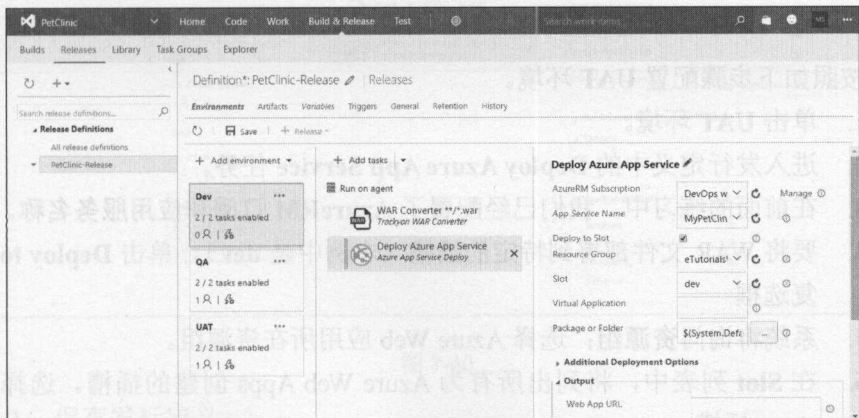 PetClinic Home Code Work Build & Release Test Search work items... MS
Builds Releases Library Task Groups Explorer
Definition*: PetClinic-Release | Releases
Environments Artifacts Variables Triggers General Retention History
Save Release
Search release definitions...
Release Definitions
All release definitions
PetClinic-Release
+ Add environment
Dev ...
2 / 2 tasks enabled
0
QA ...
2 / 2 tasks enabled
1
UAT ...
2 / 2 tasks enabled
1
+ Add tasks
Run on agent
WAR
WAR Converter **/*.war
Trackyon WAR Converter
Deploy Azure App Service
Azure App Service Deploy
Deploy Azure App Service
AzureRM Subscription DevOps w Manage
App Service Name MyPetClin
Deploy to Slot
Resource Group eTutorials
Slot dev
Virtual Application
Package or Folder $(System.Defa ...
Additional Deployment Options
Output
Web App URL